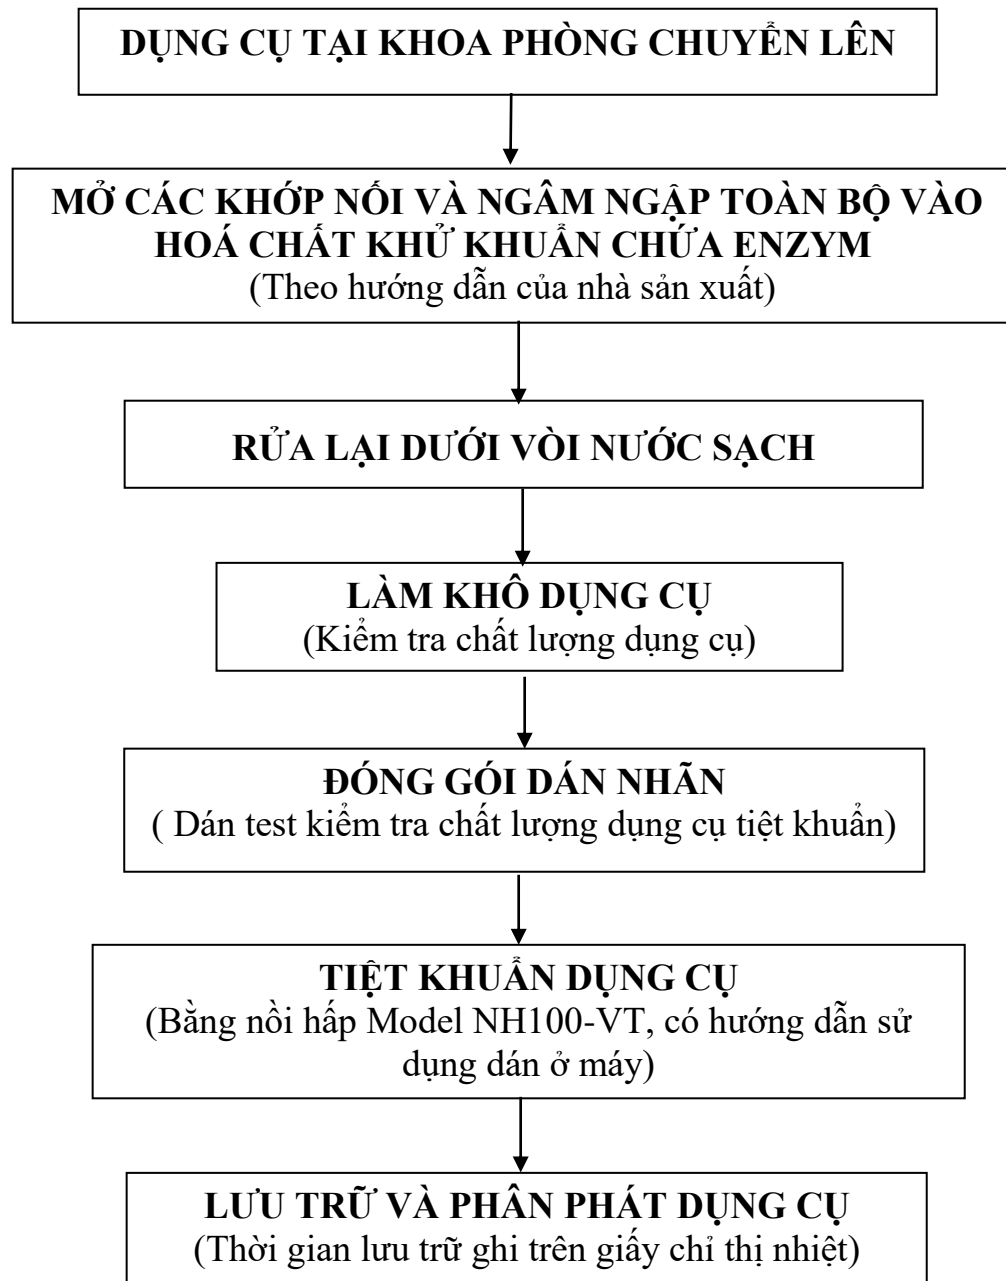 DỤNG CỤ TẠI KHOA PHÒNG CHUYỂN LÊN
MỞ CÁC KHỚP NỐI VÀ NGÂM NGẬP TOÀN BỘ VÀO
HOÁ CHẤT KHỬ KHUẨN CHỨA ENZYM
(Theo hướng dẫn của nhà sản xuất)
RỬA LẠI DƯỚI VÒI NƯỚC SẠCH
LÀM KHÔ DỤNG CỤ
(Kiểm tra chất lượng dụng cụ)
ĐÓNG GÓI DÁN NHÃN
( Dán test kiểm tra chất lượng dụng cụ tiệt khuẩn)
TIỆT KHUẨN DỤNG CỤ
(Bằng nồi hấp Model NH100-VT, có hướng dẫn sử
dụng dán ở máy)
LƯU TRỮ VÀ PHÂN PHÁT DỤNG CỤ
(Thời gian lưu trữ ghi trên giấy chỉ thị nhiệt)